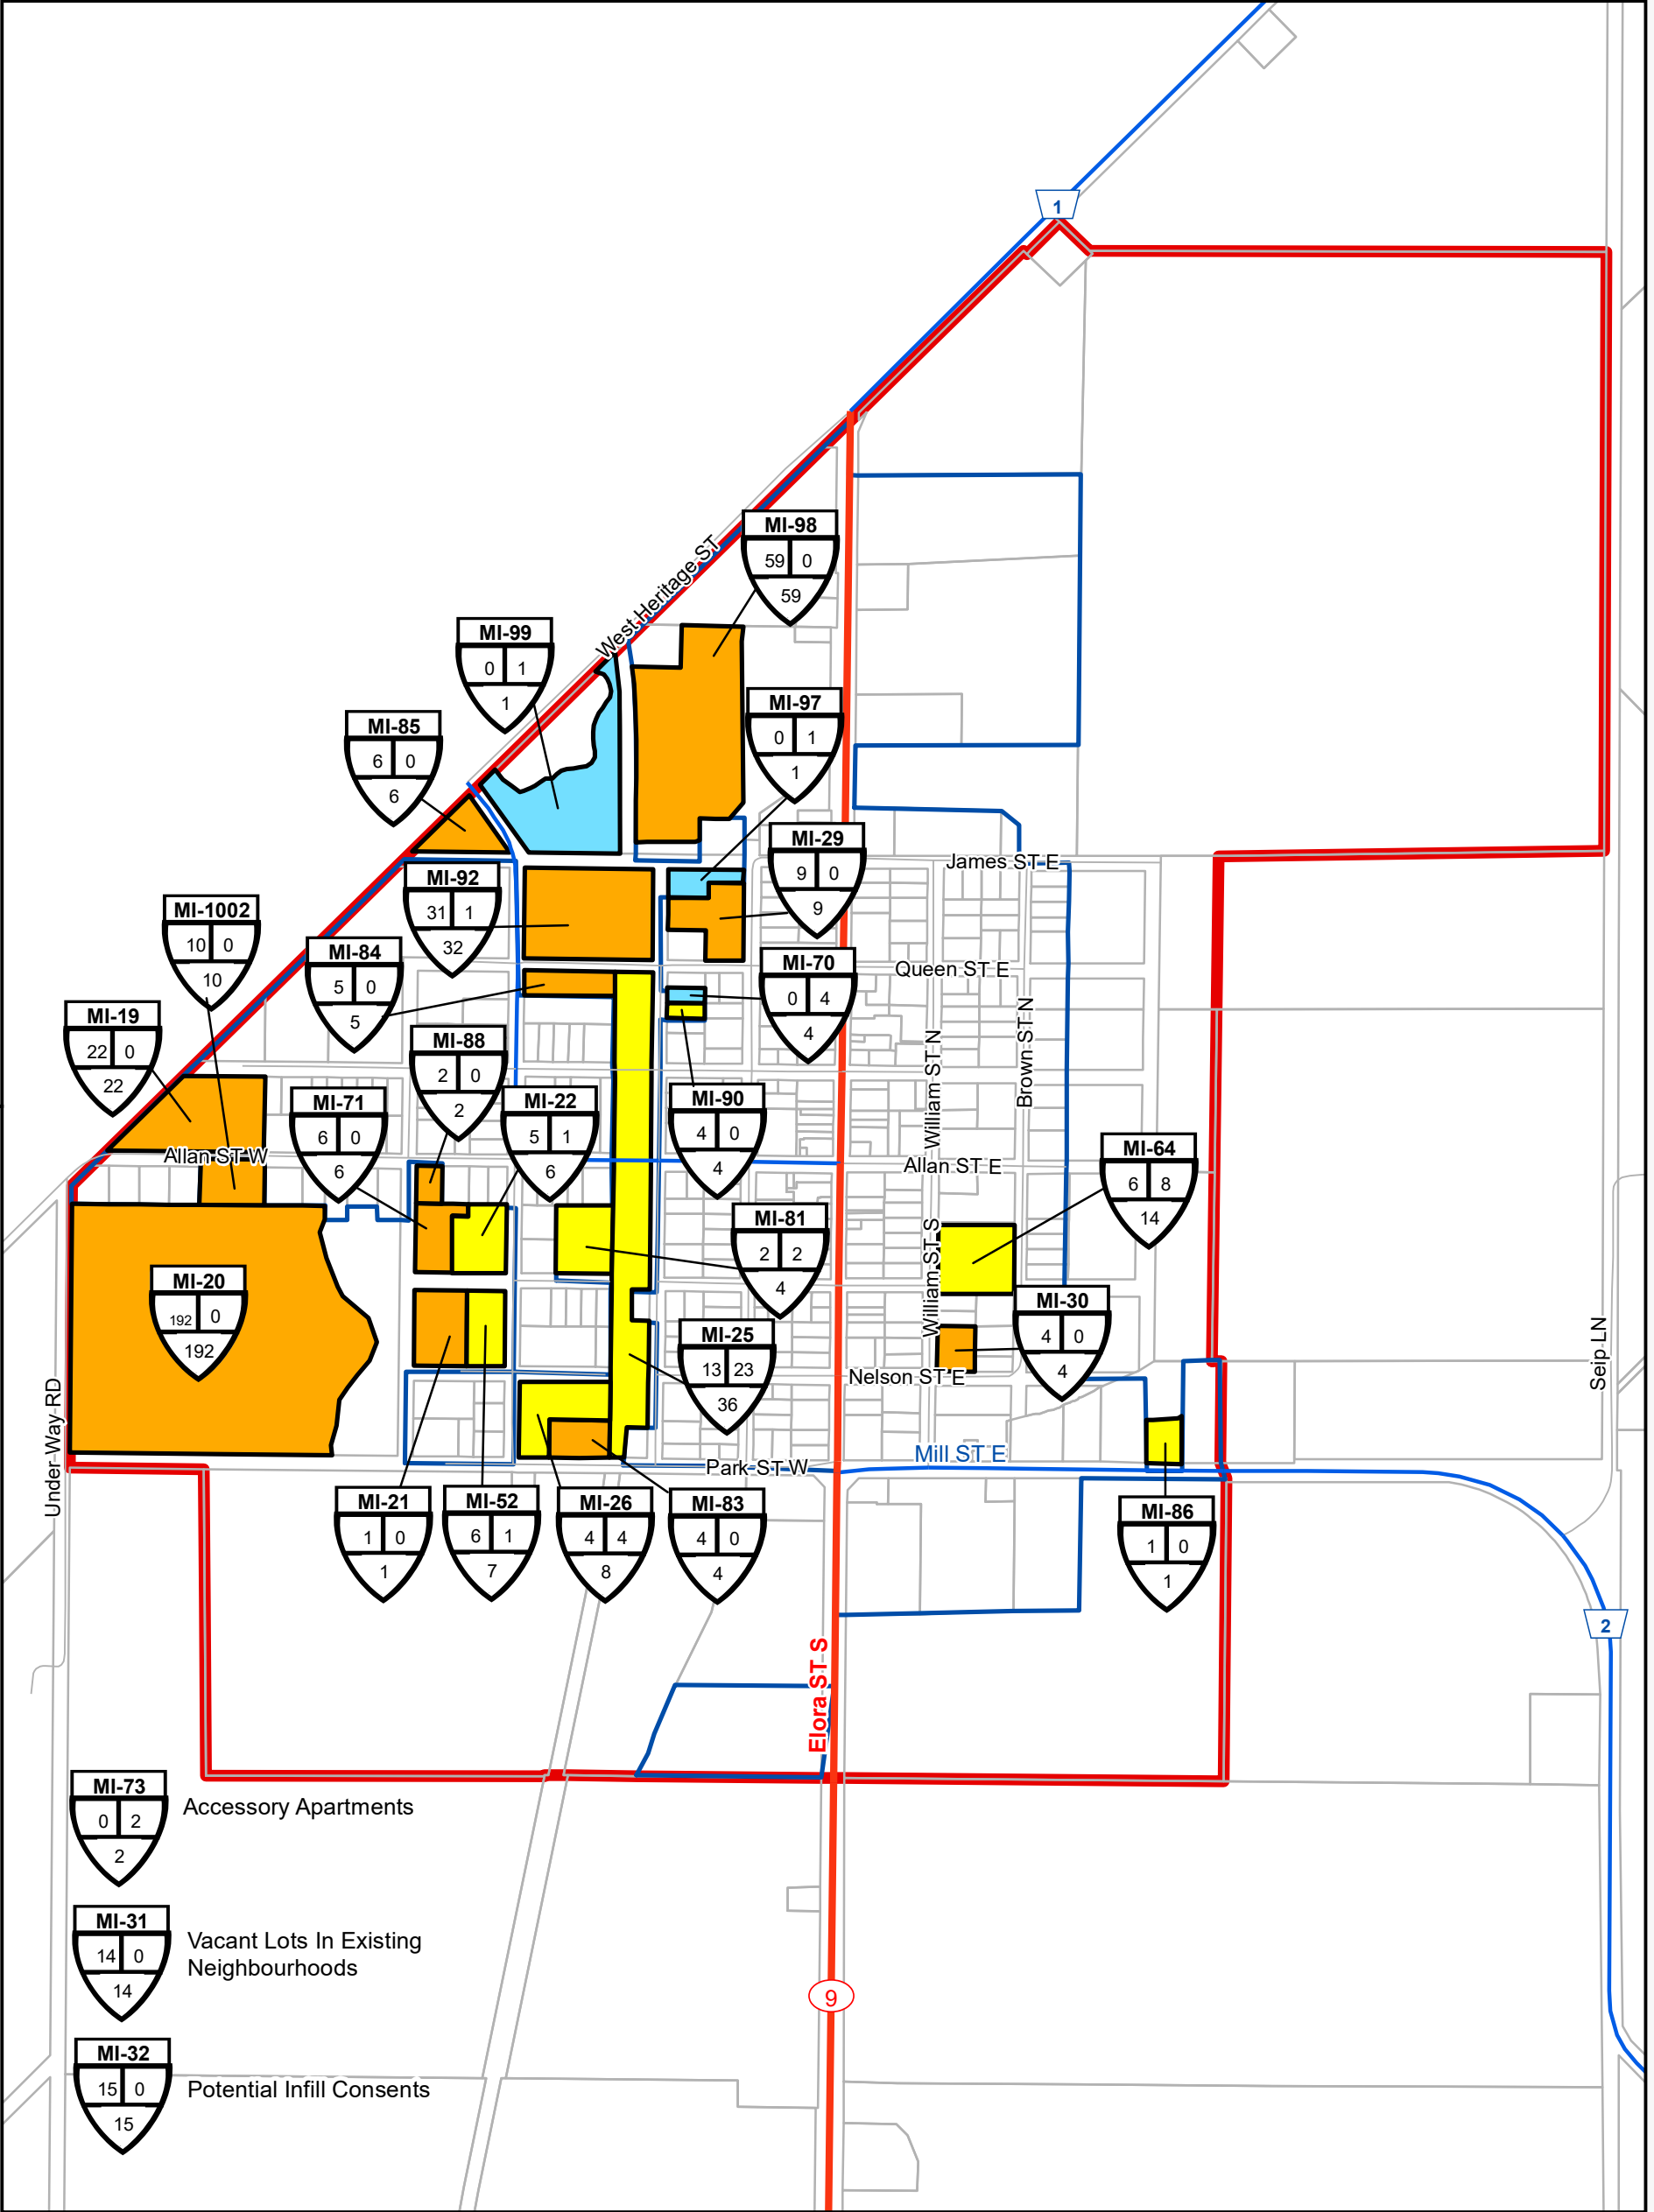 1
MI-98
59 0
59
West Heritage ST
MI-99
0 1
1
MI-97
0 1
1
MI-85
6 0
6
MI-29
9 0
9
James ST E
MI-92
31 1
32
MI-1002
10 0
10
MI-84
5 0
5
MI-70
0 4
4
Queen ST E
MI-19
22 0
22
MI-88
2 0
2
MI-71
6 0
6
MI-22
5 1
6
MI-90
4 0
4
William ST N
Brown ST N
Allan ST W
Allan ST E
MI-64
6 8
14
MI-81
2 2
4
William ST S
MI-20
192 0
192
MI-30
4 0
4
MI-25
13 23
36
Nelson ST E
Seip LN
Under-Way RD
Mill ST E
Park ST W
MI-21
1 0
1
MI-52
6 1
7
MI-26
4 4
8
MI-83
4 0
4
MI-86
1 0
1
2
Elora ST S
MI-73
0 2
2
Accessory Apartments
MI-31
14 0
14
Vacant Lots In Existing
Neighbourhoods
9
MI-32
15 0
15
Potential Infill Consents